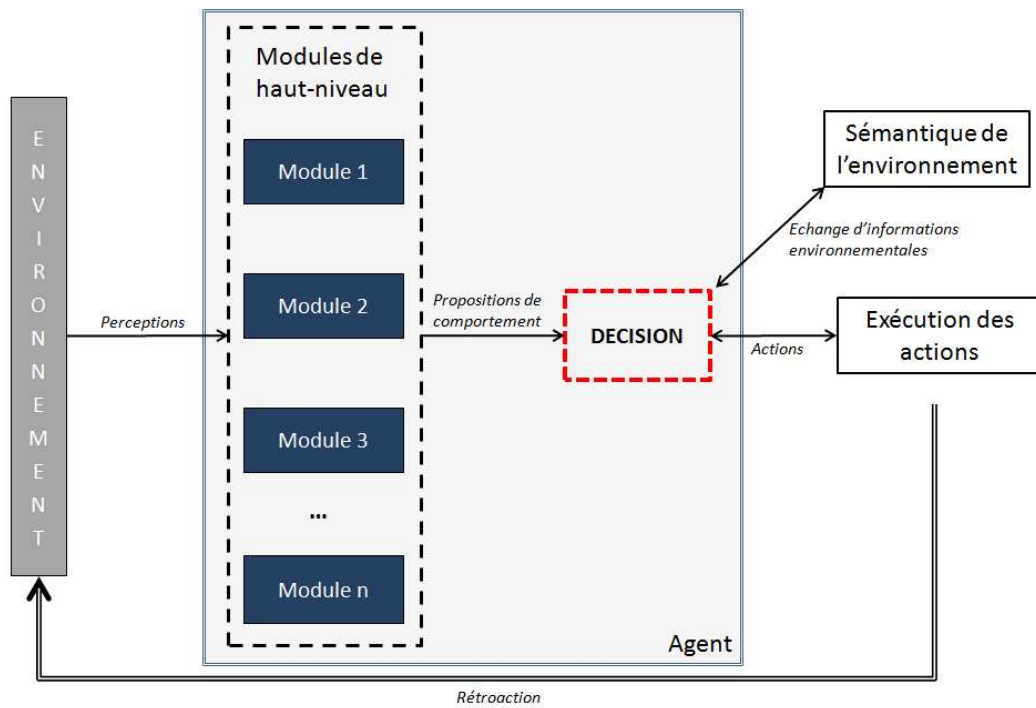 ENVIRONNEMENT
Perceptions
Modules de
haut-niveau
Module 1
Module 2
Module 3
...
Module n
Propositions de
comportement
DECISION
Agent
Sémantique de
l'environnement
Echange d'informations
environnementales
Actions
Exécution des
actions
Rétroaction